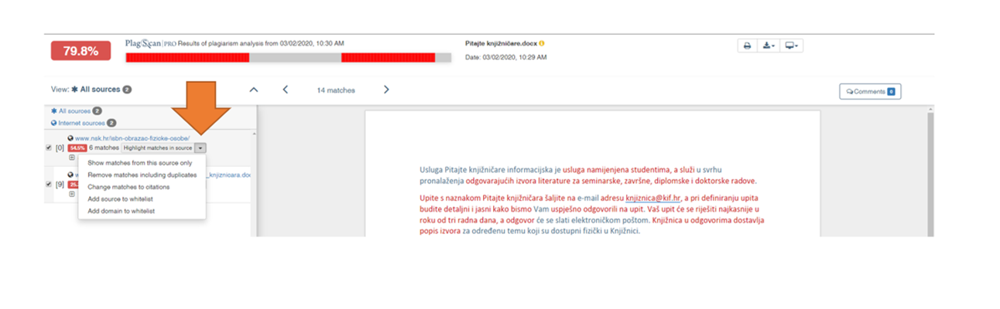 79.8%
PlagScan|PRO Results of plagiarism analysis from 03/02/2020, 10:30 AM
Pitajte knjižničare.docx
Date: 03/02/2020, 10:29 AM
View: All sources 2
14 matches
Comments 0
All sources 2
Internet sources 2
www.nsk.hr/isbn-obrazac-fizicke-osobe/
[0] 54.5% 6 matches Highlight matches in source
Show matches from this source only
Remove matches including duplicates
_knjiznicara.doc
Change matches to citations
[9]
Add source to whitelist
Add domain to whitelist
Usluga Pitajte knjižničare informacijska je usluga namijenjena studentima, a služi u svrhu
pronalaženja odgovarajućih izvora literature za seminarske, završne, diplomske i doktorske radove.
Upite s naznakom Pitajte knjižničara šaljite na e-mail adresu knjiznica@kif.hr, a pri definiranju upita
budite detaljni i jasni kako bismo Vam uspješno odgovorili na upit. Vaš upit će se riješiti najkasnije u
roku od tri radna dana, a odgovor će se slati elektroničkom poštom. Knjižnica u odgovorima dostavlja
popis izvora za određenu temu koji su dostupni fizički u Knjižnici.